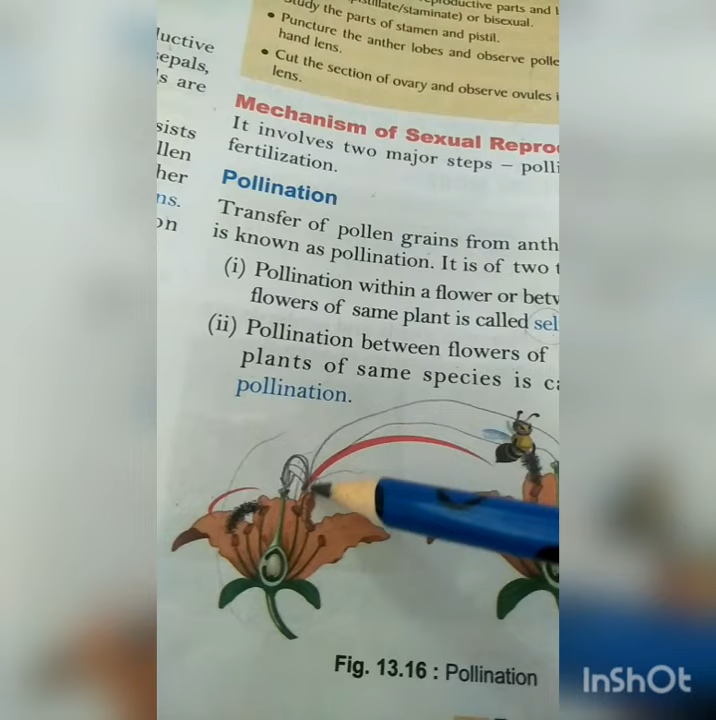 productive parts and
(pistillate/staminate) or bisexual.
Study the parts of stamen and pistil.
• Puncture the anther lobes and observe polle
hand lens.
• Cut the section of ovary and observe ovules i
lens.
luctive
sepals,
s are
sists
llen
her
ns.
on
Mechanism of Sexual Repro
It involves two major steps – polli
fertilization.
Pollination
Transfer of pollen grains from anth
is known as pollination. It is of two t
(i) Pollination within a flower or betw
flowers of same plant is called sel
(ii) Pollination between flowers of
plants of same species is ca
pollination.
Fig. 13.16 : Pollination
InShOt